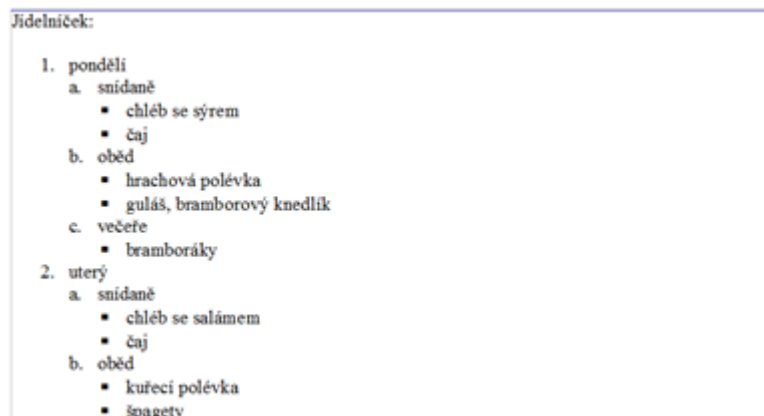 Jídelníček:
1. pondělí
a. snídaně
▪ chléb se sýrem
▪ čaj
b. oběd
▪ hrachová polévka
▪ guláš, bramborový knedlík
c. večeře
▪ bramboráky
2. uterý
a. snídaně
▪ chléb se salámem
▪ čaj
b. oběd
▪ kuřecí polévka
▪ špagety